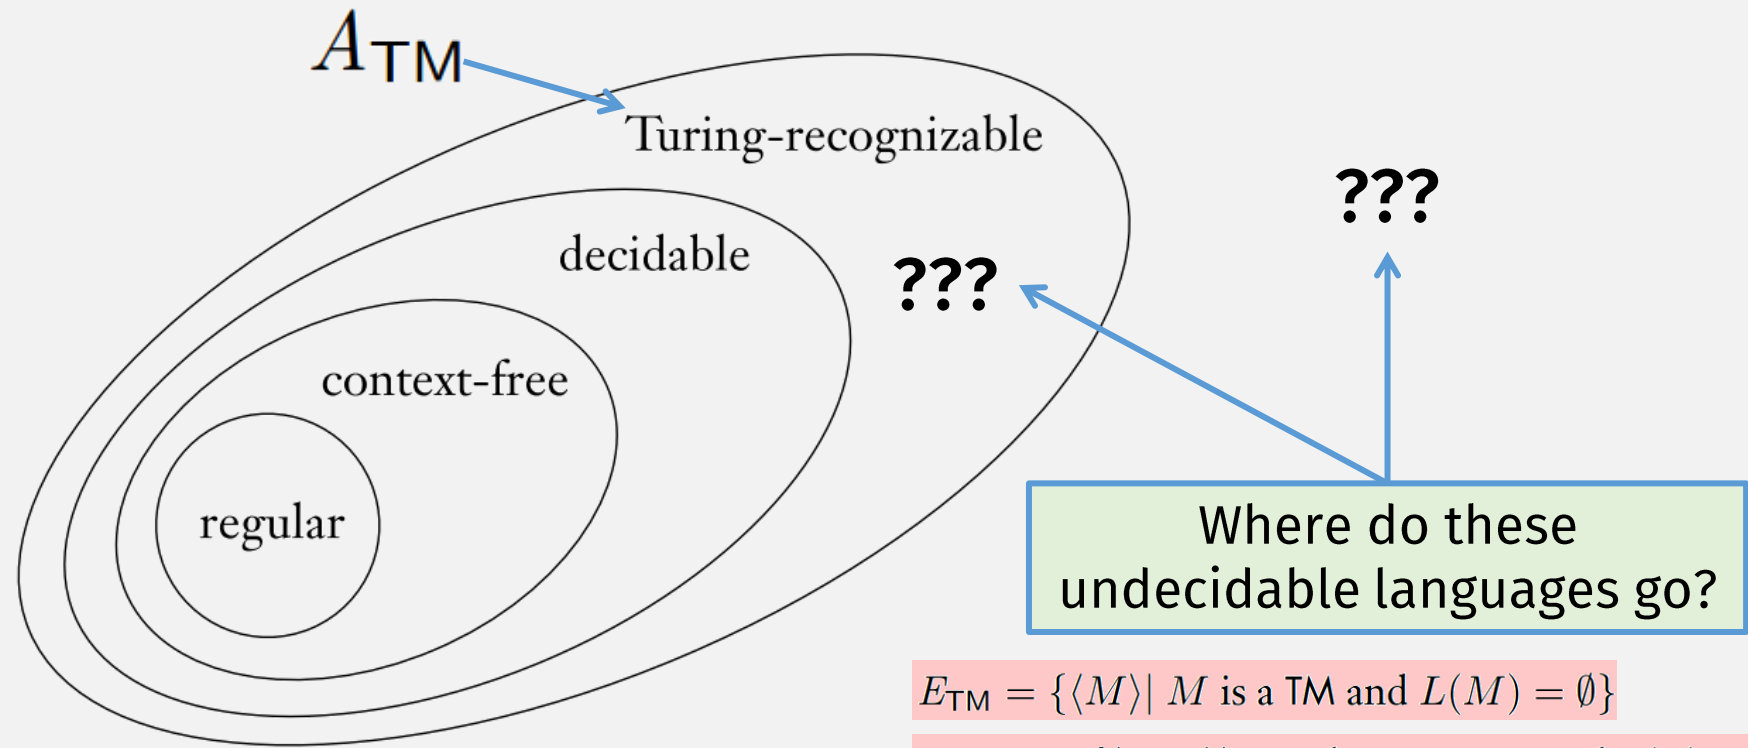 A_TM
Turing-recognizable
???
decidable
???
context-free
regular
Where do these
undecidable languages go?
E_TM = {⟨M⟩| M is a TM and L(M) = ∅}